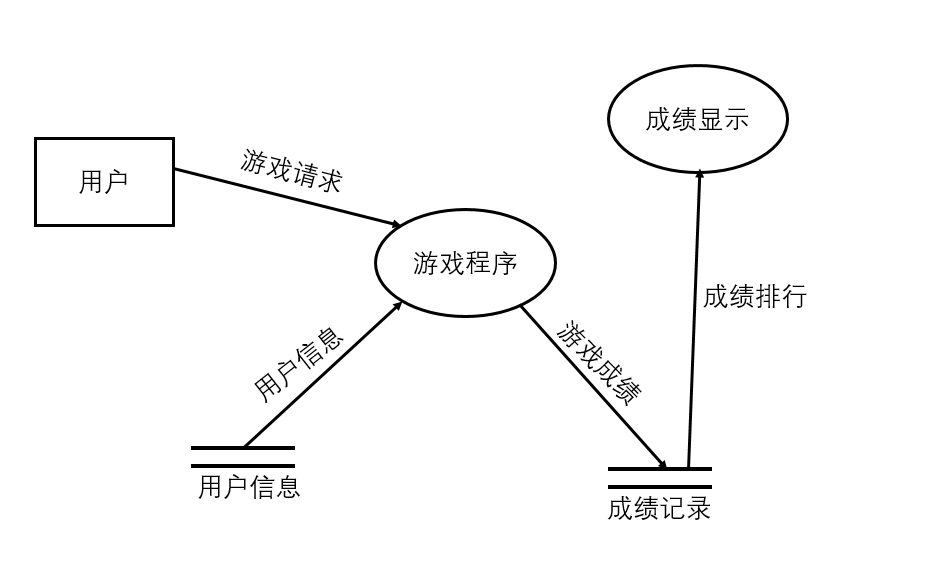 成绩显示
游戏请求
用户
游戏程序
成绩排行
用户信息
游戏成绩
用户信息
成绩记录